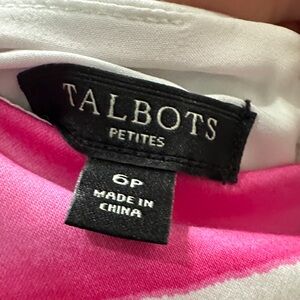 TALBOTS
PETITES
6P
MADE IN
CHINA